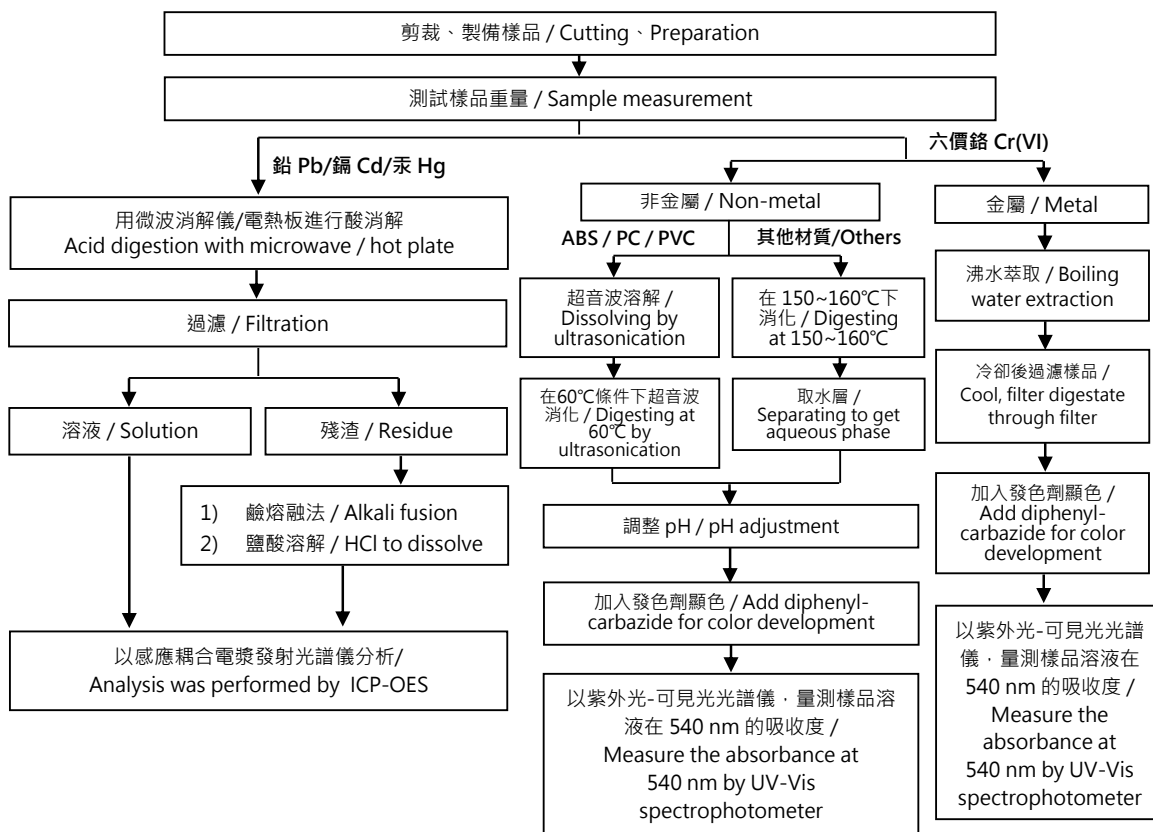 剪裁、製備樣品 / Cutting、Preparation
測試樣品重量 / Sample measurement
鉛 Pb/鎘 Cd/汞 Hg
六價鉻 Cr(VI)
用微波消解儀/電熱板進行酸消解
Acid digestion with microwave / hot plate
過濾 / Filtration
溶液 / Solution
殘渣 / Residue
1) 鹼熔融法 / Alkali fusion
2) 鹽酸溶解 / HCl to dissolve
以感應耦合電漿發射光譜儀分析/
Analysis was performed by ICP-OES
非金屬 / Non-metal
ABS / PC / PVC
其他材質/Others
超音波溶解 /
Dissolving by
ultrasonication
在60℃條件下超音波
消化 / Digesting at
60℃ by
ultrasonication
在 150~160℃下
消化 / Digesting
at 150~160℃
取水層 /
Separating to get
aqueous phase
調整 pH / pH adjustment
加入發色劑顯色 / Add diphenyl-
carbazide for color development
以紫外光-可見光光譜儀，量測樣品溶
液在 540 nm 的吸收度 /
Measure the absorbance at
540 nm by UV-Vis
spectrophotometer
金屬 / Metal
沸水萃取 / Boiling
water extraction
冷卻後過濾樣品 /
Cool, filter digestate
through filter
加入發色劑顯色 /
Add diphenyl-
carbazide for color
development
以紫外光-可見光光譜
儀，量測樣品溶液在
540 nm 的吸收度 /
Measure the
absorbance at
540 nm by UV-Vis
spectrophotometer